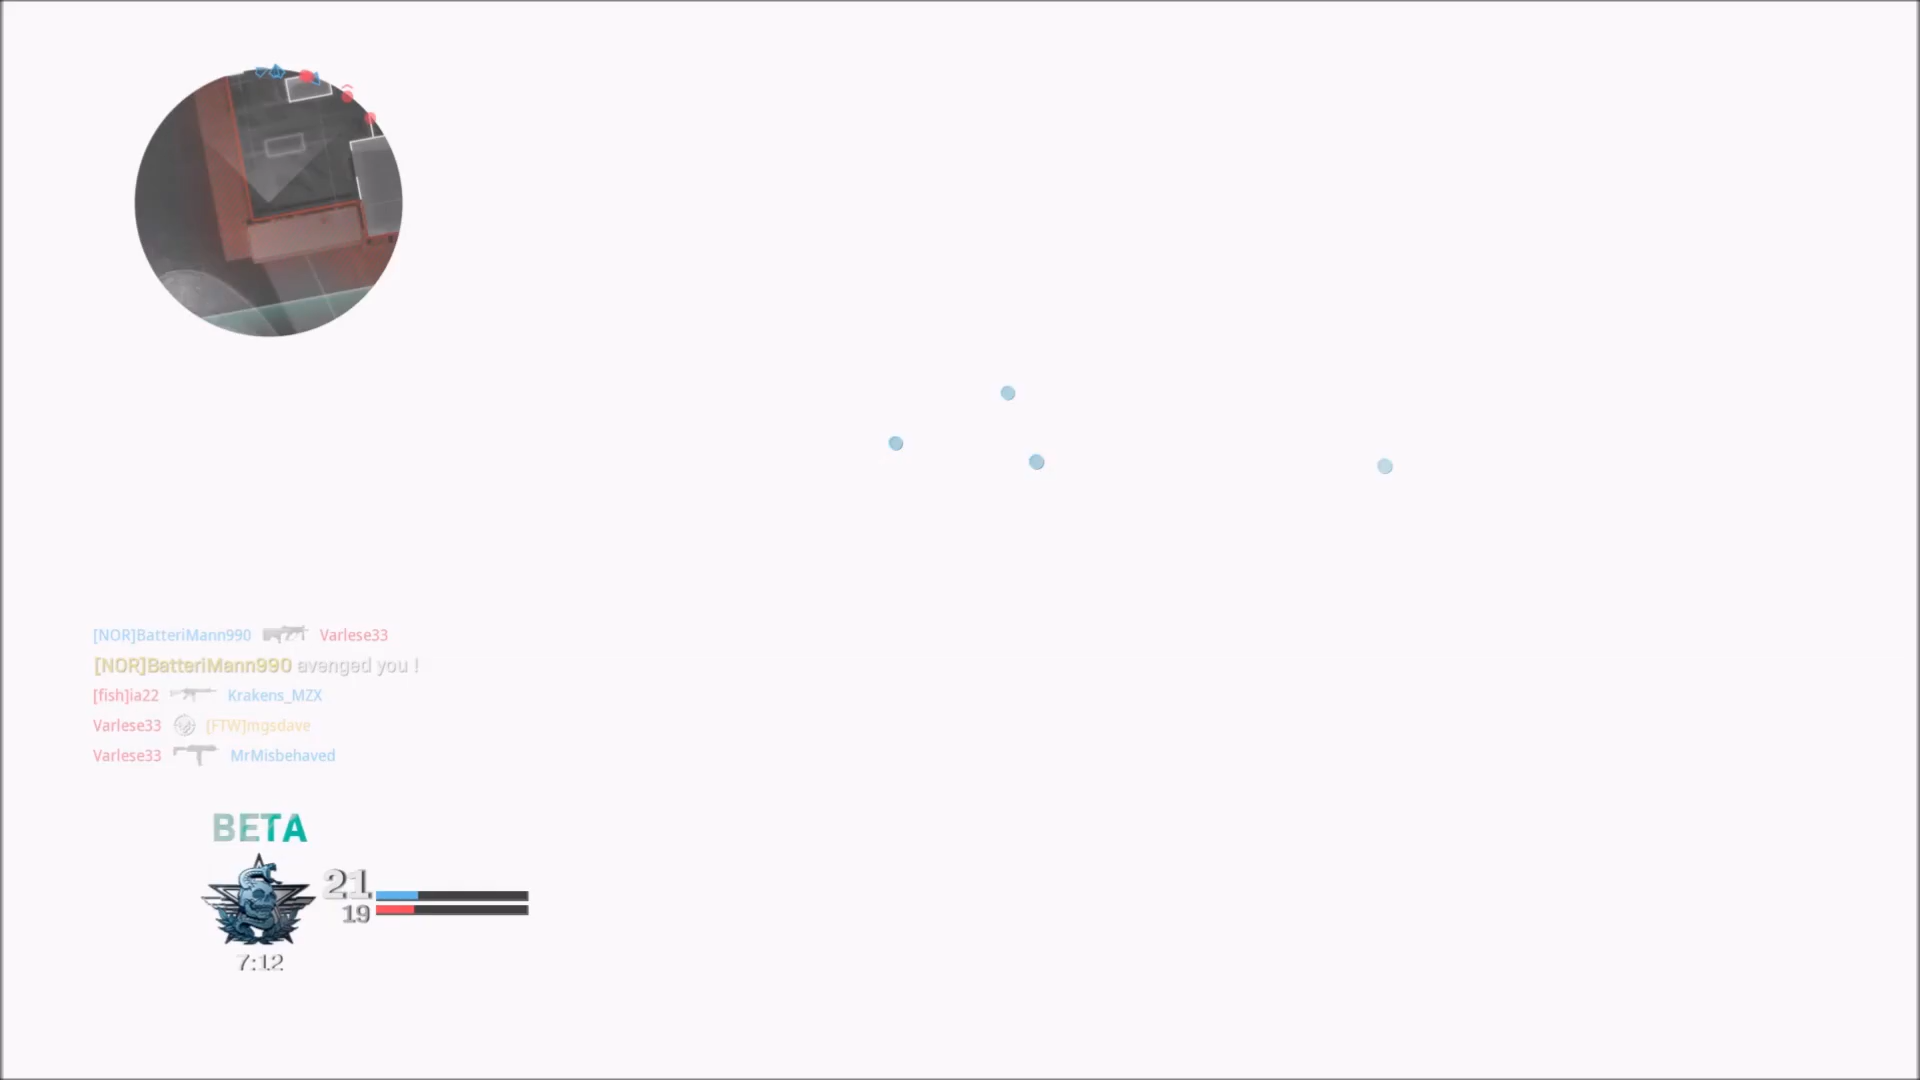 [NOR]BatteriMann990 Varlese33
[NOR]BatteriMann990 avenged you !
[fish]ia22 Krakens_MZX
Varlese33 [FTW]mgsdave
Varlese33 MrMisbehaved
BETA
21
19
7:12